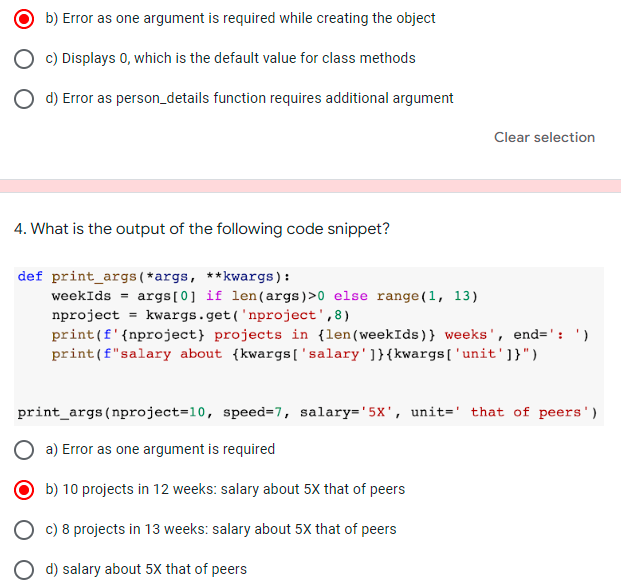 b) Error as one argument is required while creating the object
c) Displays 0, which is the default value for class methods
d) Error as person_details function requires additional argument
Clear selection
4. What is the output of the following code snippet?
def print_args(*args, **kwargs):
    weekIds = args[0] if len(args)>0 else range(1, 13)
    nproject = kwargs.get('nproject',8)
    print(f'{nproject} projects in {len(weekIds)} weeks', end=': ')
    print(f"salary about {kwargs['salary']}{kwargs['unit']}")
print_args(nproject=10, speed=7, salary='5X', unit=' that of peers')
a) Error as one argument is required
b) 10 projects in 12 weeks: salary about 5X that of peers
c) 8 projects in 13 weeks: salary about 5X that of peers
d) salary about 5X that of peers